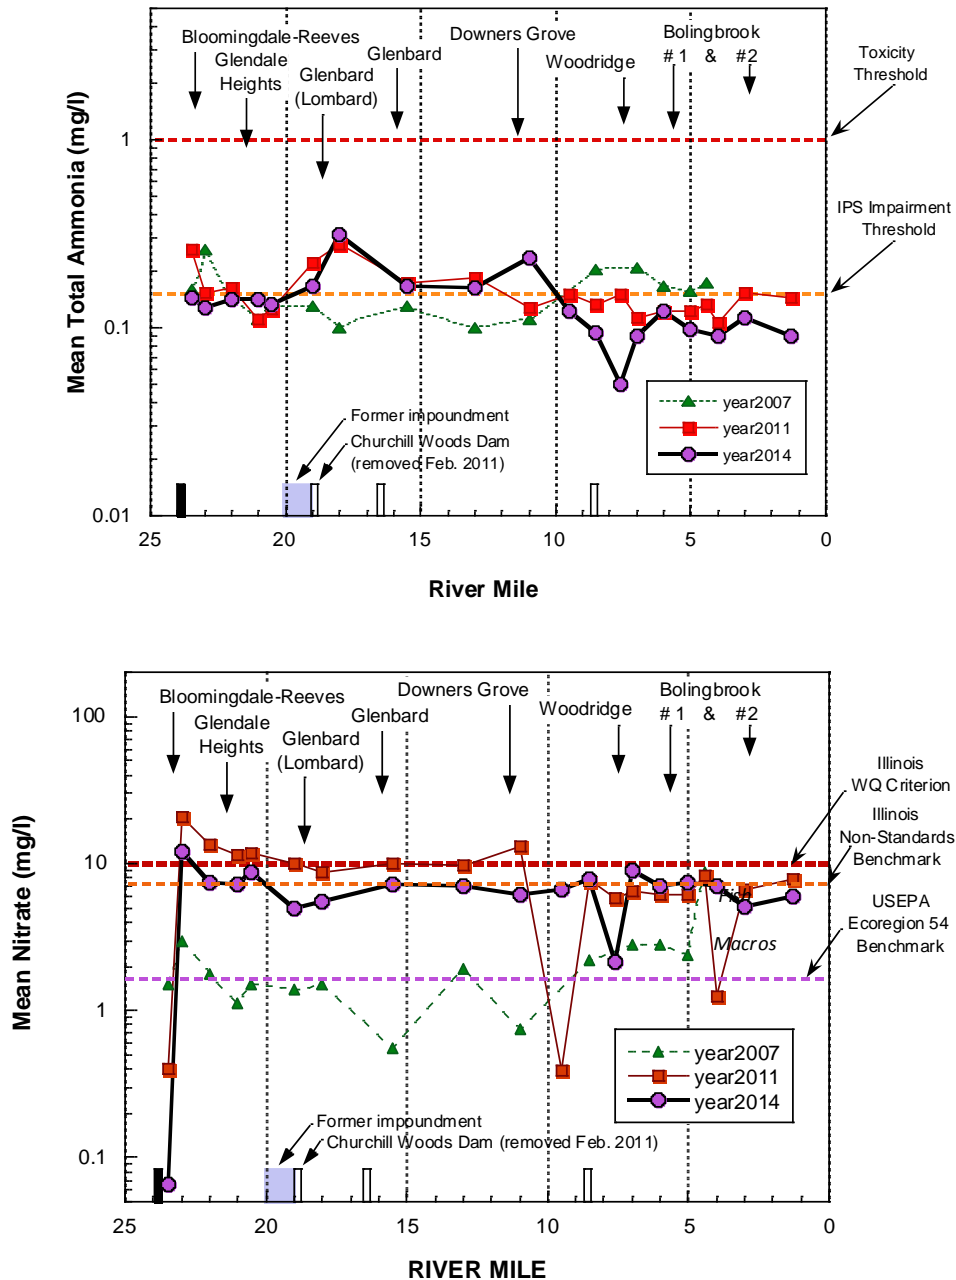 Bloomingdale-Reeves
Glendale
Heights
Glenbard
(Lombard)
Glenbard
Downers Grove
Woodridge
Bolingbrook
# 1 & #2
Toxicity
Threshold
IPS Impairment
Threshold
Mean Total Ammonia (mg/l)
1
0.1
0.01
Former impoundment
Churchill Woods Dam
(removed Feb. 2011)
year2007
year2011
year2014
25 20 15 10 5 0
River Mile
Bloomingdale-Reeves
Glendale
Heights
Glenbard
(Lombard)
Glenbard
Downers Grove
Woodridge
Bolingbrook
# 1 & #2
Illinois
WQ Criterion
Illinois
Non-Standards
Benchmark
USEPA
Ecoregion 54
Benchmark
Mean Nitrate (mg/l)
100
10
1
0.1
Fish
Macros
year2007
year2011
year2014
Former impoundment
Churchill Woods Dam (removed Feb. 2011)
25 20 15 10 5 0
RIVER MILE